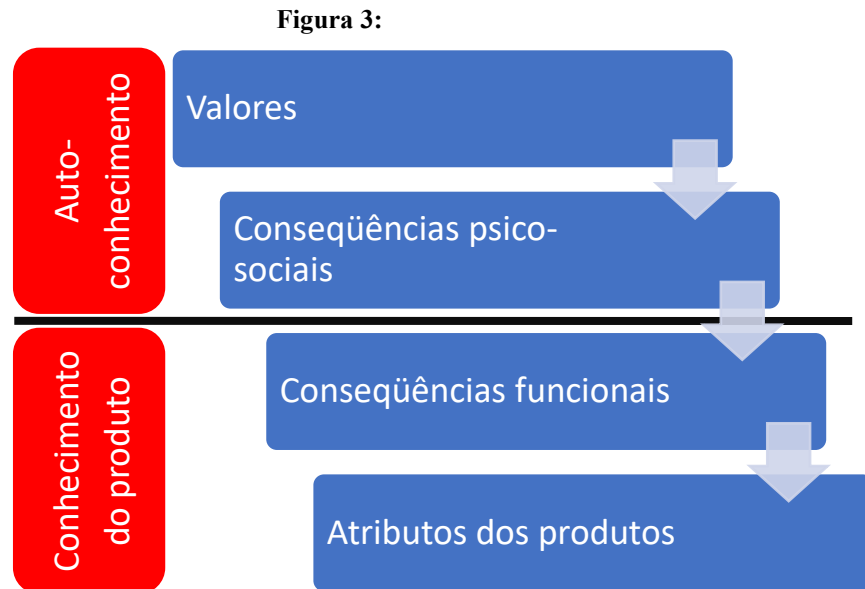 Figura 3:
Auto-
conhecimento
Valores
Conseqüências psico-
sociais
Conhecimento
do produto
Conseqüências funcionais
Atributos dos produtos